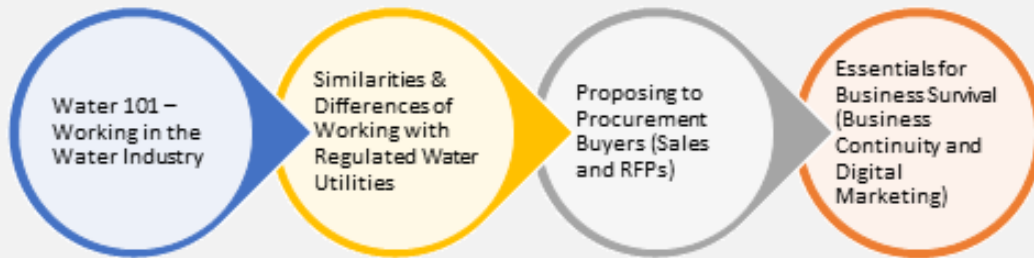 Water 101 –
Working in the
Water Industry
Similarities &
Differences of
Working with
Regulated Water
Utilities
Proposing to
Procurement
Buyers (Sales
and RFPs)
Essentials for
Business Survival
(Business
Continuity and
Digital
Marketing)